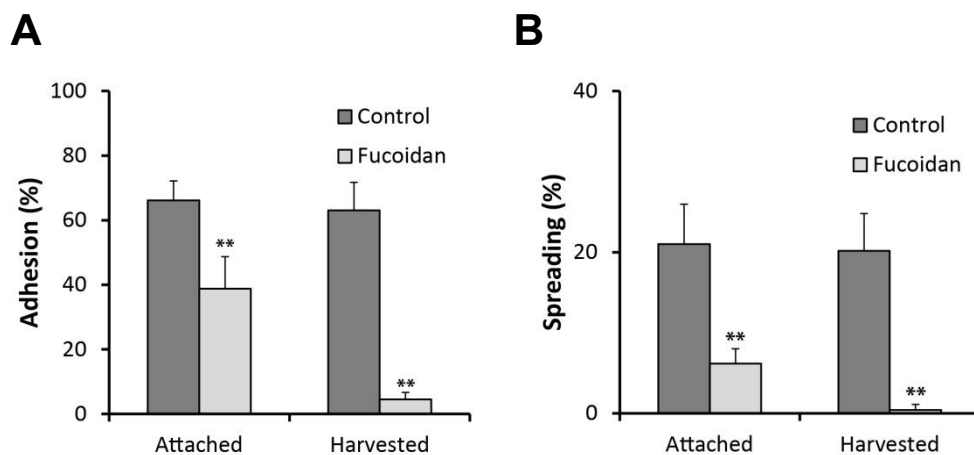 A
B
Adhesion (%)
100
80
60
40
20
0
Control
Fucoidan
**
**
Attached
Harvested
Spreading (%)
40
20
0
Control
Fucoidan
**
**
Attached
Harvested